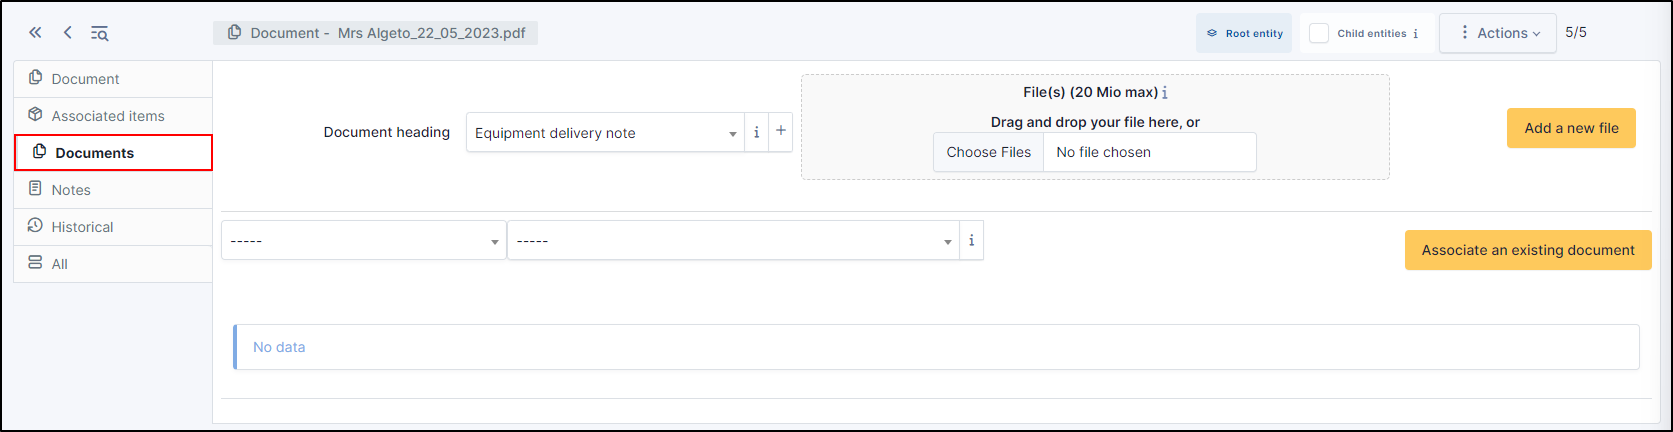 Document - Mrs Algeto_22_05_2023.pdf
Root entity
Child entities i
Actions
5/5
Document
Associated items
Documents
Notes
Historical
All
Document heading
Equipment delivery note
i
+
File(s) (20 Mio max) i
Drag and drop your file here, or
Choose Files No file chosen
Add a new file
-----
-----
i
Associate an existing document
No data